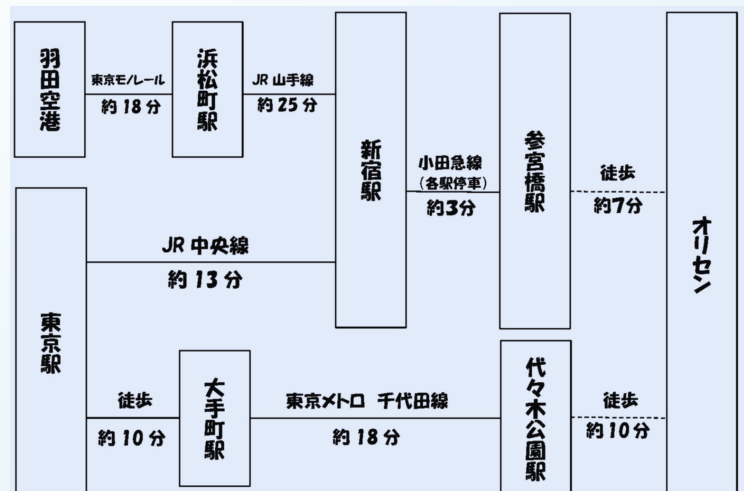 羽田空港
東京モノレール
約18分
浜松町駅
JR 山手線
約25分
新宿駅
小田急線
（各駅停車）
約3分
参宮橋駅
徒歩
約7分
オリセン
東京駅
JR 中央線
約13分
徒歩
約10分
大手町駅
東京メトロ 千代田線
約18分
代々木公園駅
徒歩
約10分